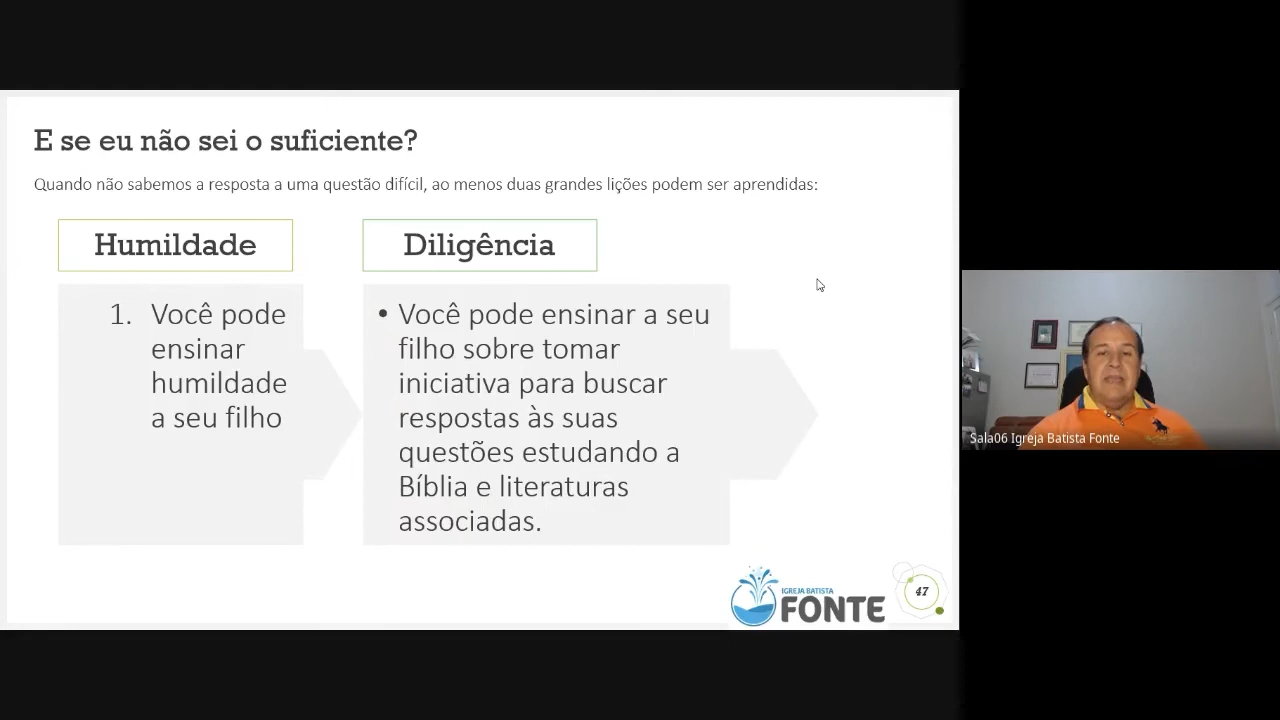 E se eu não sei o suficiente?
Quando não sabemos a resposta a uma questão difícil, ao menos duas grandes lições podem ser aprendidas:
Humildade
1. Você pode
ensinar
humildade
a seu filho
Diligência
• Você pode ensinar a seu
filho sobre tomar
iniciativa para buscar
respostas às suas
questões estudando a
Bíblia e literaturas
associadas.
IGREJA BATISTA
FONTE
47
Sala06 Igreja Batista Fonte